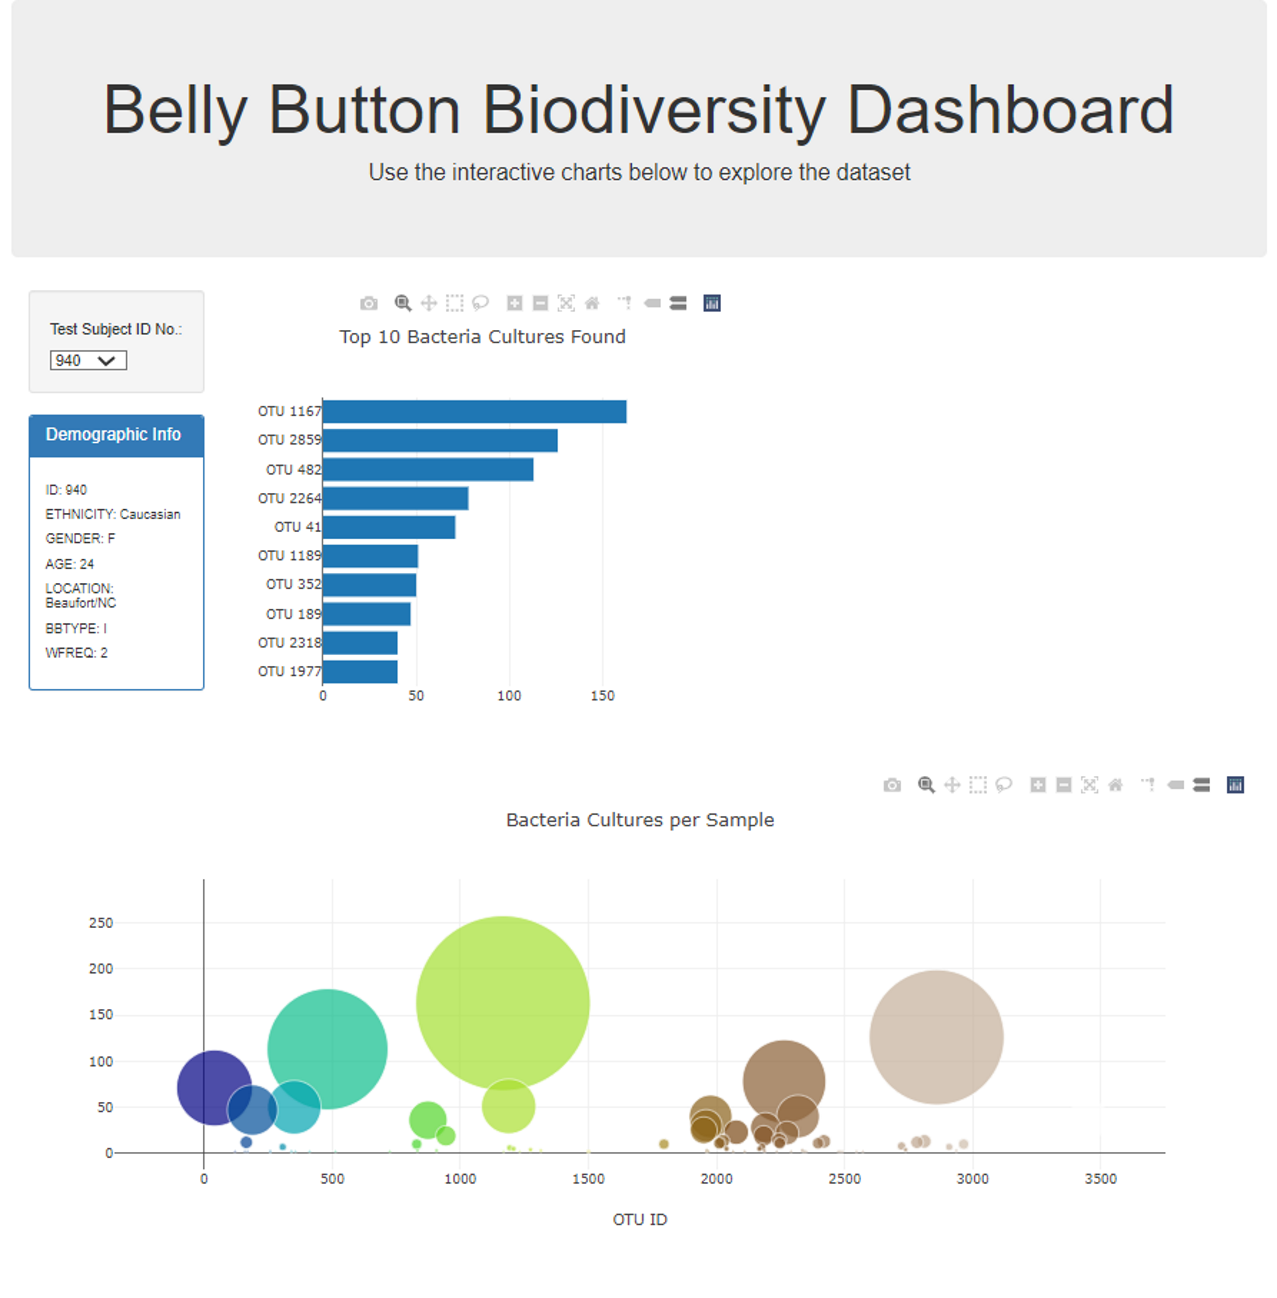 Belly Button Biodiversity Dashboard
Use the interactive charts below to explore the dataset
Test Subject ID No.:
940
Demographic Info
ID: 940
ETHNICITY: Caucasian
GENDER: F
AGE: 24
LOCATION:
Beaufort/NC
BBTYPE: I
WFREQ: 2
Top 10 Bacteria Cultures Found
OTU 1167
OTU 2859
OTU 482
OTU 2264
OTU 41
OTU 1189
OTU 352
OTU 189
OTU 2318
OTU 1977
0 50 100 150
Bacteria Cultures per Sample
250
200
150
100
50
0
0 500 1000 1500 2000 2500 3000 3500
OTU ID